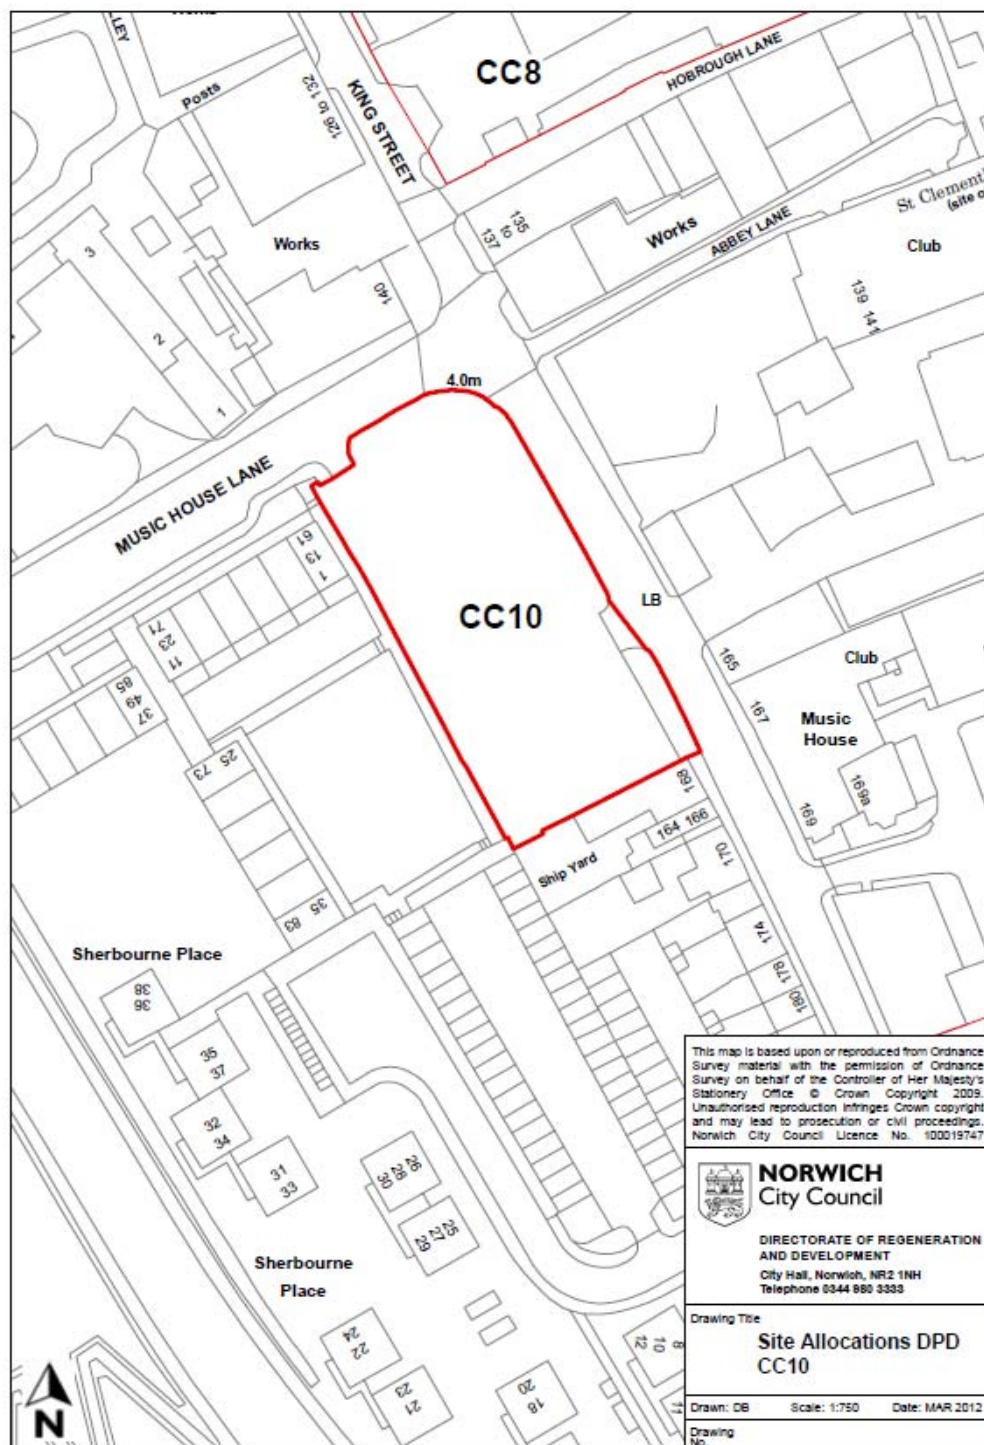 Works
LEY
CC8
HOBROUGH LANE
Posts
126 to 132
KING STREET
St Clement
(site o
135
to
137
Works
ABBEY LANE
Club
Works
3
140
139 141
2
1
4.0m
MUSIC HOUSE LANE
61
13
1
CC10
LB
71
23
11
165
Club
85
49
37
167
Music
House
25 73
168
169a
169
164 166
170
Ship Yard
35 83
174
Sherbourne Place
178
180
38
36
35
37
32
34
31
33
26
28
30
25
27
29
Sherbourne
Place
24
22
23
21
20
18
8
10
12
11
This map is based upon or reproduced from Ordnance
Survey material with the permission of Ordnance
Survey on behalf of the Controller of Her Majesty's
Stationery Office © Crown Copyright 2009.
Unauthorised reproduction infringes Crown copyright
and may lead to prosecution or civil proceedings.
Norwich City Council Licence No. 100019747
NORWICH
City Council
DIRECTORATE OF REGENERATION
AND DEVELOPMENT
City Hall, Norwich, NR2 1NH
Telephone 0344 980 3333
Drawing Title
Site Allocations DPD
CC10
Drawn: DB Scale: 1:750 Date: MAR 2012
Drawing
No.
N